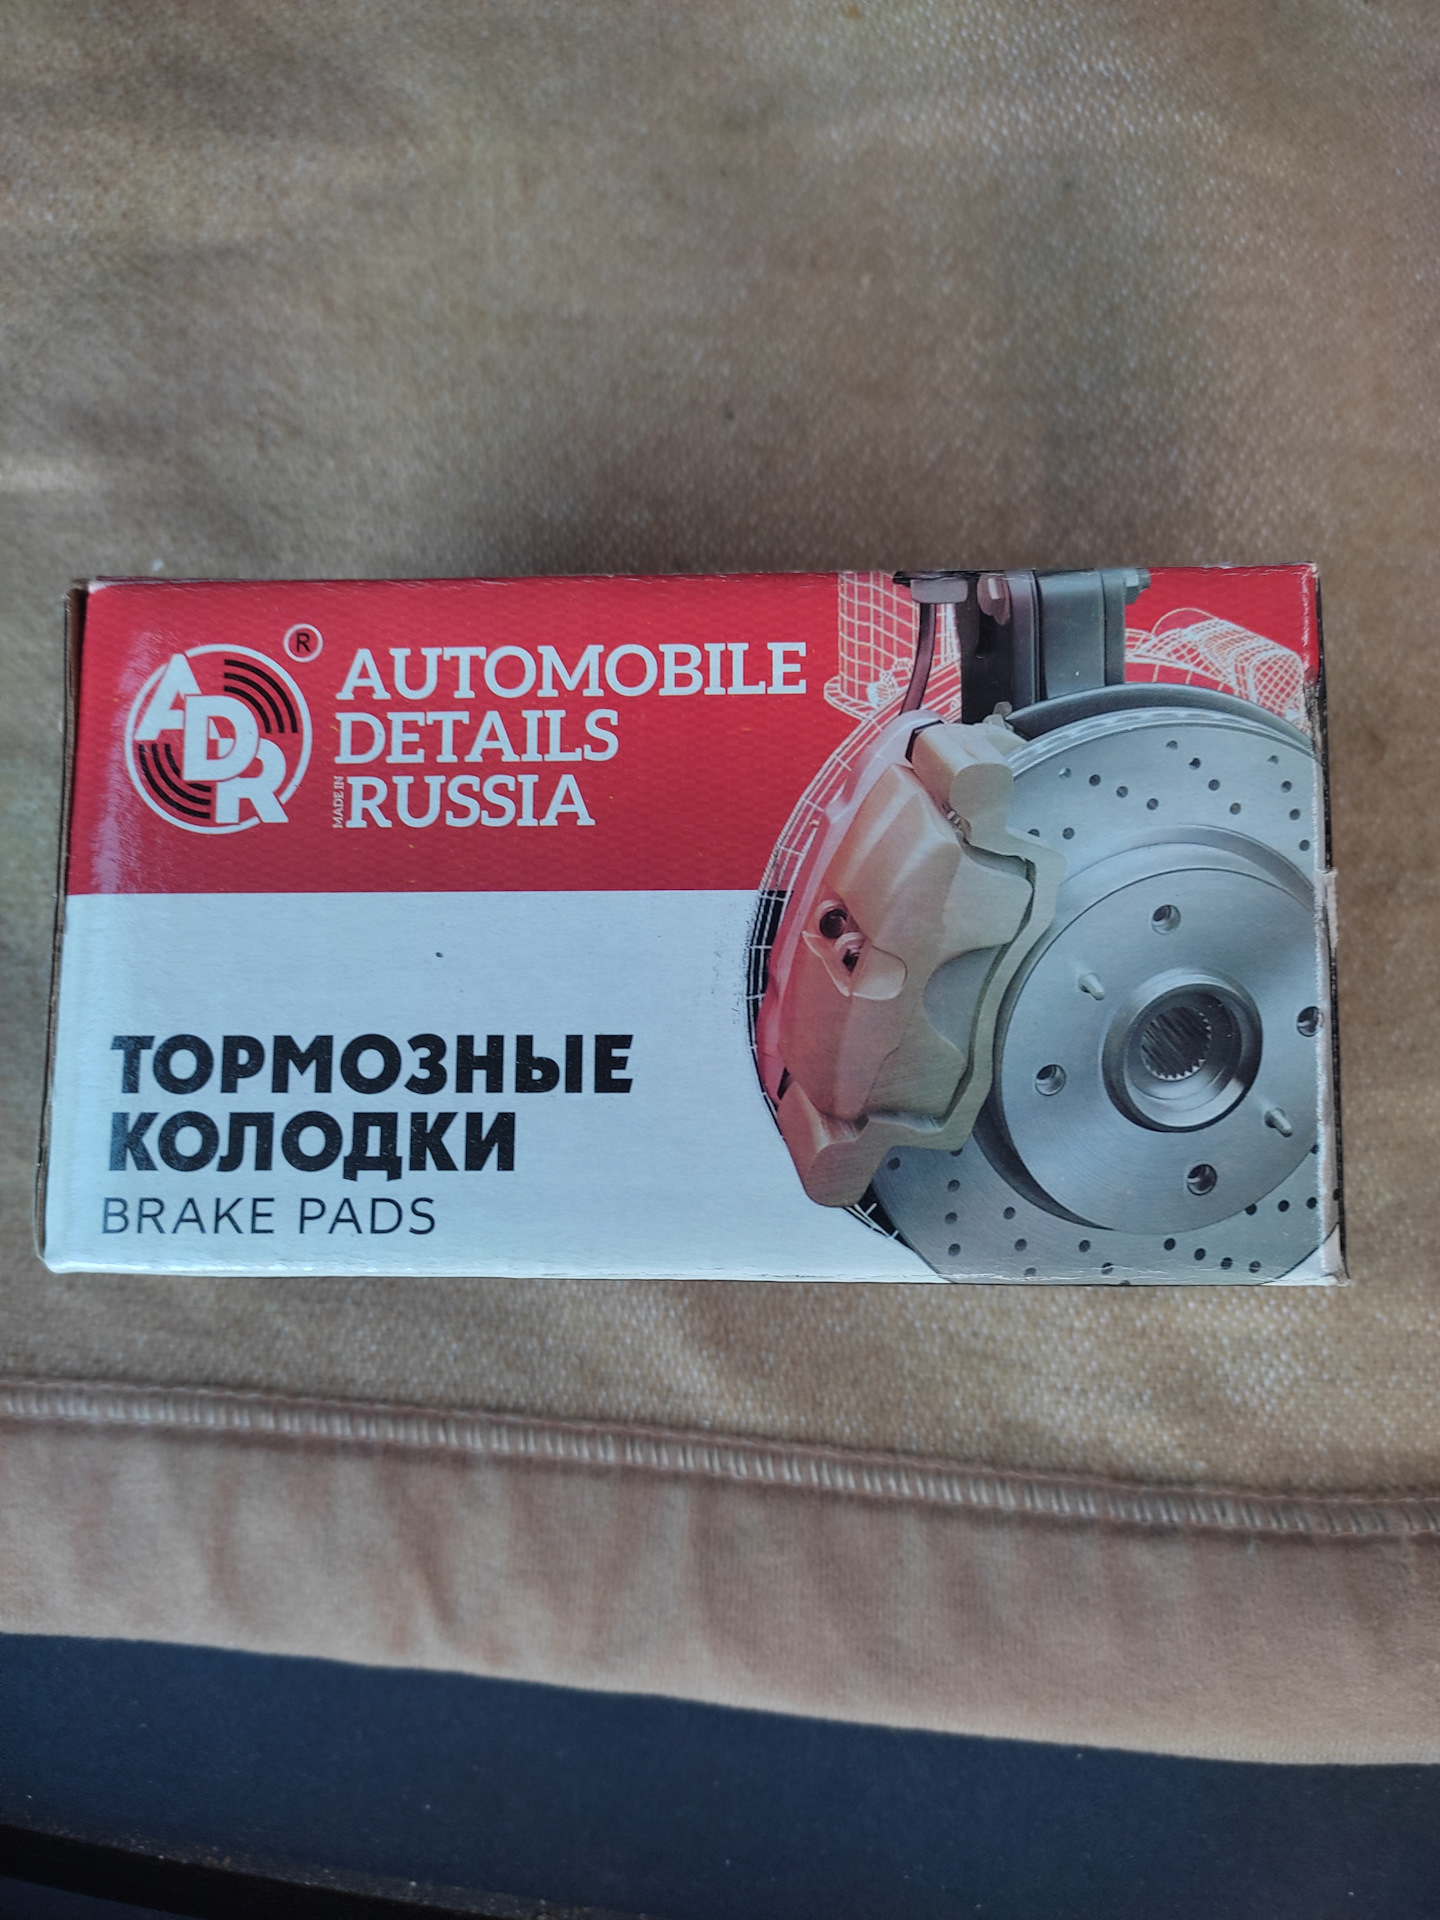 ADR
®
AUTOMOBILE
DETAILS
MADE IN RUSSIA
ТОРМОЗНЫЕ
КОЛОДКИ
BRAKE PADS